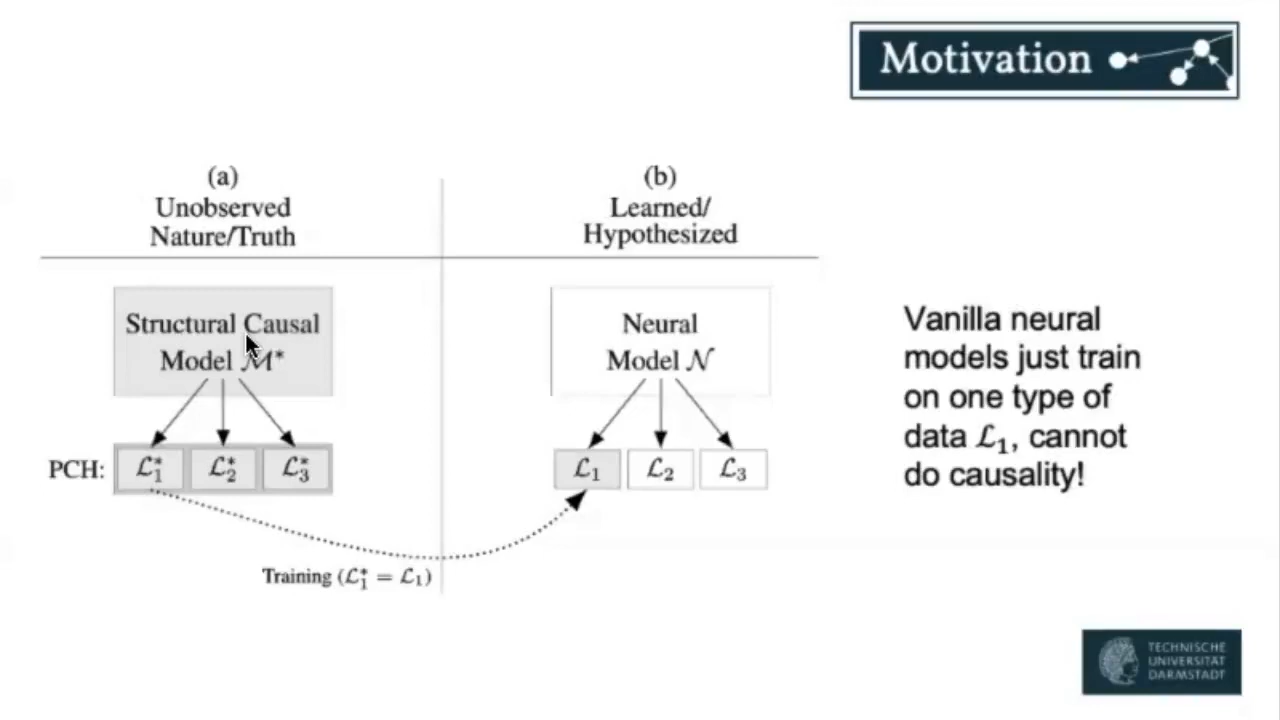 Motivation
(a)
Unobserved
Nature/Truth
(b)
Learned/
Hypothesized
Structural Causal
Model ℳ*
Neural
Model 𝒩
PCH:
ℒ₁* ℒ₂* ℒ₃*
ℒ₁ ℒ₂ ℒ₃
Training (ℒ₁* = ℒ₁)
Vanilla neural
models just train
on one type of
data ℒ₁, cannot
do causality!
TECHNISCHE
UNIVERSITÄT
DARMSTADT